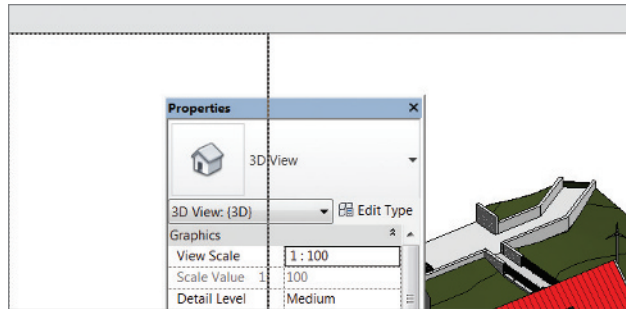 Properties
3D View
3D View: {3D}
Edit Type
Graphics
View Scale 1 : 100
Scale Value 1: 100
Detail Level Medium